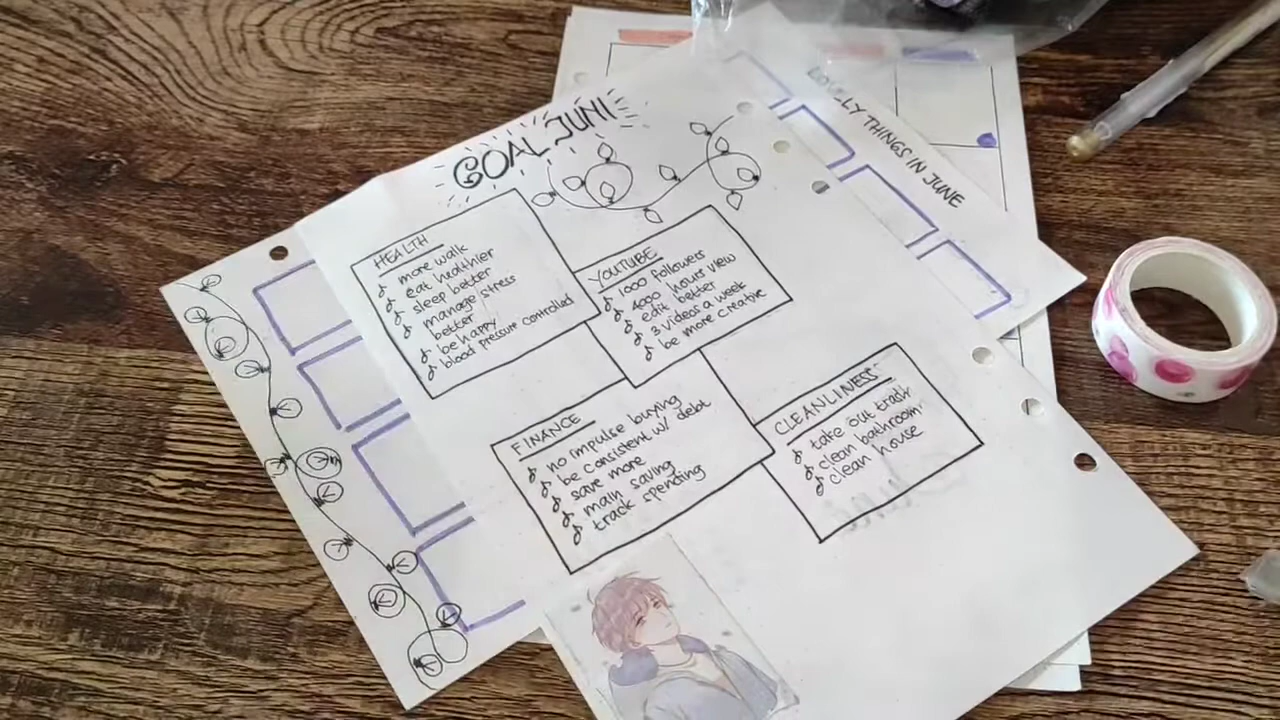 GOAL JUNI
HEALTH
more walk
eat healthier
sleep better
manage stress
better
be happy
blood pressure controlled
YOUTUBE
1000 followers
4000 hours view
edit better
3 videos a week
be more creative
FINANCE
no impulse buying
be consistent w/ debt
save more
main saving
track spending
CLEANLINESS
take out trash
clean bathroom
clean house
LOVELY THINGS IN JUNE